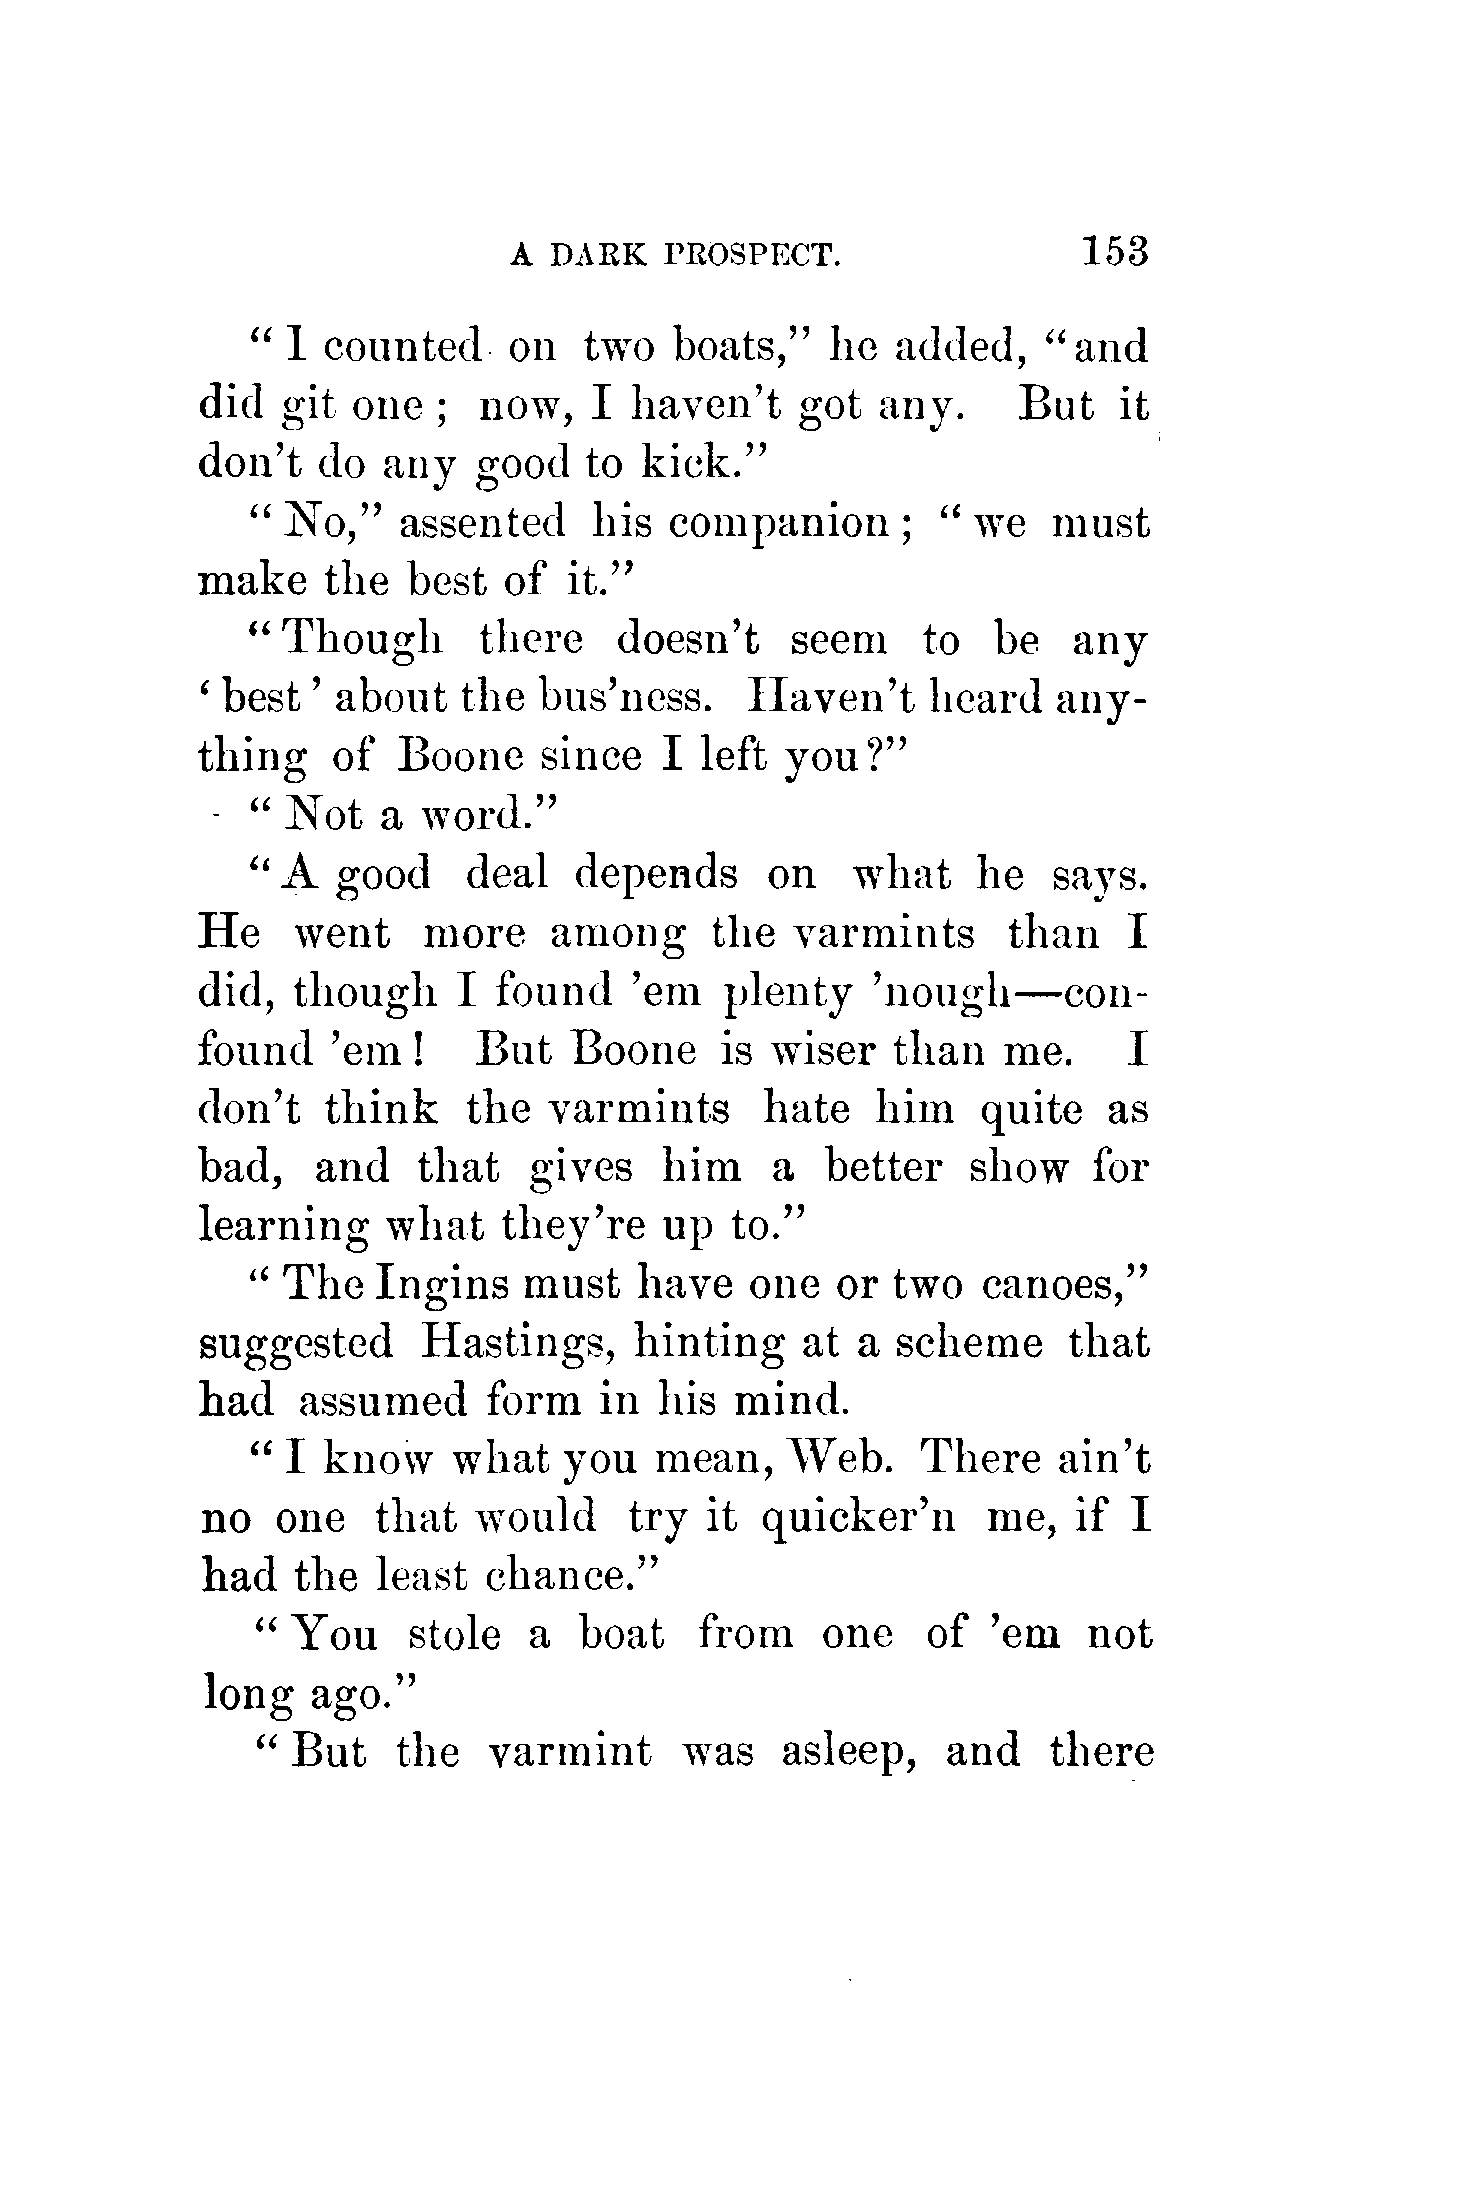 A DARK PROSPECT. 153
“ I counted on two boats,” he added, “and
did git one ; now, I haven’t got any. But it
don’t do any good to kick.”
“ No,” assented his companion ; “ we must
make the best of it.”
“ Though there doesn’t seem to be any
‘ best ’ about the bus’ness. Haven’t heard any-
thing of Boone since I left you ?”
“ Not a word.”
“ A good deal depends on what he says.
He went more among the varmints than I
did, though I found ’em plenty ’nough—con-
found ’em ! But Boone is wiser than me. I
don’t think the varmints hate him quite as
bad, and that gives him a better show for
learning what they’re up to.”
“ The Ingins must have one or two canoes,”
suggested Hastings, hinting at a scheme that
had assumed form in his mind.
“ I know what you mean, Web. There ain’t
no one that would try it quicker’n me, if I
had the least chance.”
“ You stole a boat from one of ’em not
long ago.”
“ But the varmint was asleep, and there